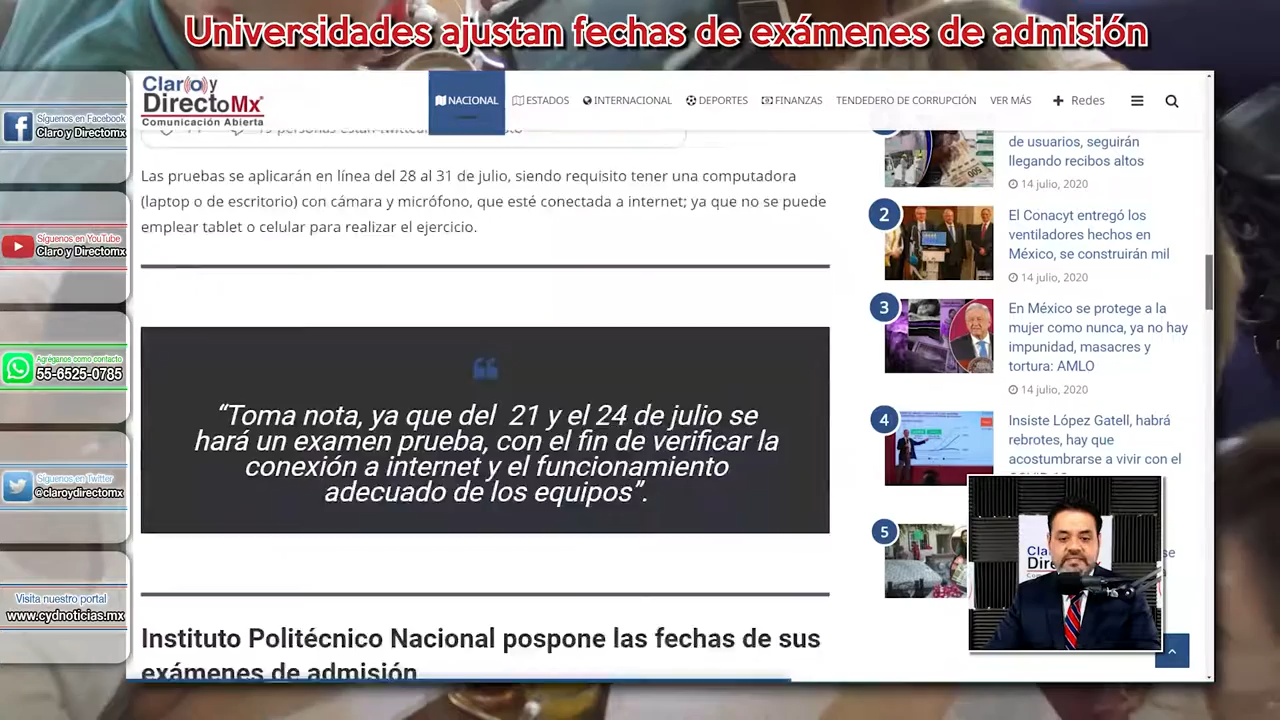 Universidades ajustan fechas de exámenes de admisión
Claro y
DirectoMx
Comunicación Abierta
NACIONAL ESTADOS INTERNACIONAL DEPORTES FINANZAS TENDEDERO DE CORRUPCIÓN VER MÁS + Redes
Síguenos en Facebook
Claro y Directomx
Síguenos en YouTube
Claro y Directomx
Agréganos como contacto
55-6525-0785
Síguenos en Twitter
@claroydirectomx
Visita nuestro portal
www.cydnoticias.mx
Las pruebas se aplicarán en línea del 28 al 31 de julio, siendo requisito tener una computadora
(laptop o de escritorio) con cámara y micrófono, que esté conectada a internet; ya que no se puede
emplear tablet o celular para realizar el ejercicio.
“Toma nota, ya que del 21 y el 24 de julio se
hará un examen prueba, con el fin de verificar la
conexión a internet y el funcionamiento
adecuado de los equipos”.
Instituto Politécnico Nacional pospone las fechas de sus
exámenes de admisión
de usuarios, seguirán
llegando recibos altos
14 julio, 2020
2
El Conacyt entregó los
ventiladores hechos en
México, se construirán mil
14 julio, 2020
3
En México se protege a la
mujer como nunca, ya no hay
impunidad, masacres y
tortura: AMLO
14 julio, 2020
4
Insiste López Gatell, habrá
rebrotes, hay que
acostumbrarse a vivir con el
5
se